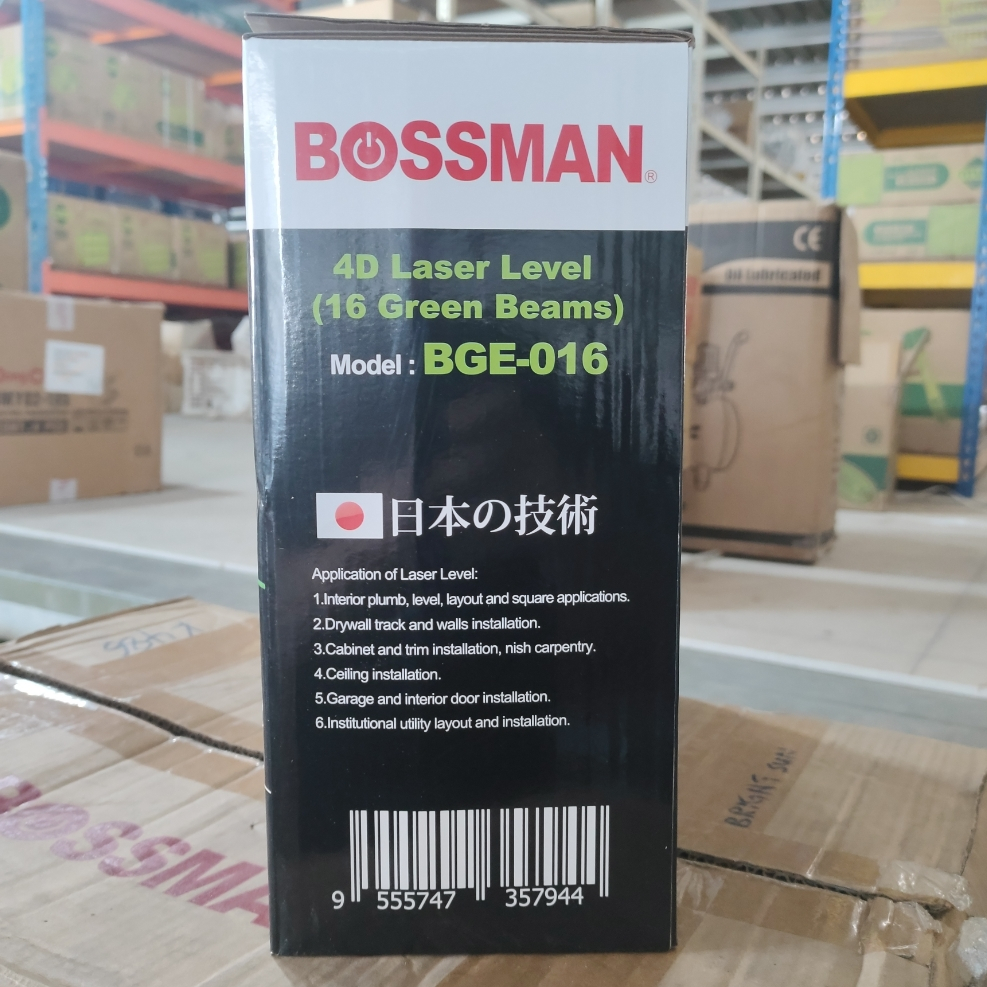 BOSSMAN®
4D Laser Level
(16 Green Beams)
Model : BGE-016
日本の技術
Application of Laser Level:
1.Interior plumb, level, layout and square applications.
2.Drywall track and walls installation.
3.Cabinet and trim installation, nish carpentry.
4.Ceiling installation.
5.Garage and interior door installation.
6.Institutional utility layout and installation.
9 555747 357944
CE
Oil Lubricated
BRIGHT SUN
BOSSMA